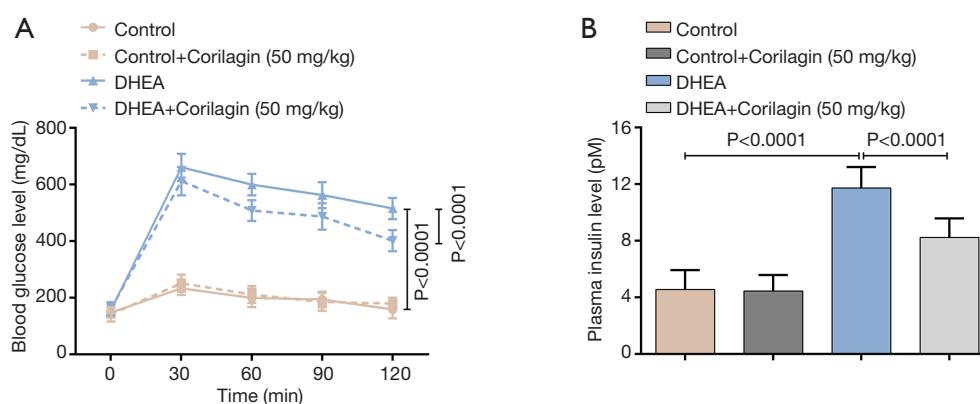 A
Control
Control+Corilagin (50 mg/kg)
DHEA
DHEA+Corilagin (50 mg/kg)
Blood glucose level (mg/dL)
800
600
400
200
0
0 30 60 90 120
Time (min)
P<0.0001
P<0.0001
B
Control
Control+Corilagin (50 mg/kg)
DHEA
DHEA+Corilagin (50 mg/kg)
Plasma insulin level (pM)
16
12
8
4
0
P<0.0001 P<0.0001